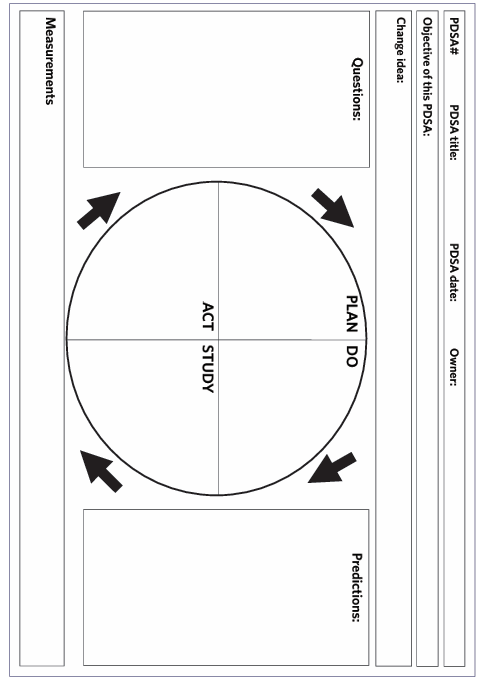 PDSA# PDSA title: PDSA date: Owner:
Objective of this PDSA:
Change idea:
Questions:
Predictions:
PLAN DO
ACT STUDY
Measurements